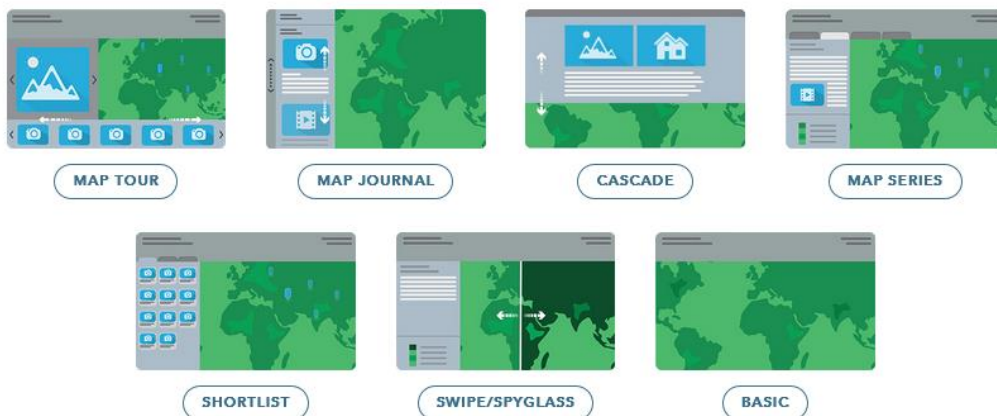 MAP TOUR
MAP JOURNAL
CASCADE
MAP SERIES
SHORTLIST
SWIPE/SPYGLASS
BASIC